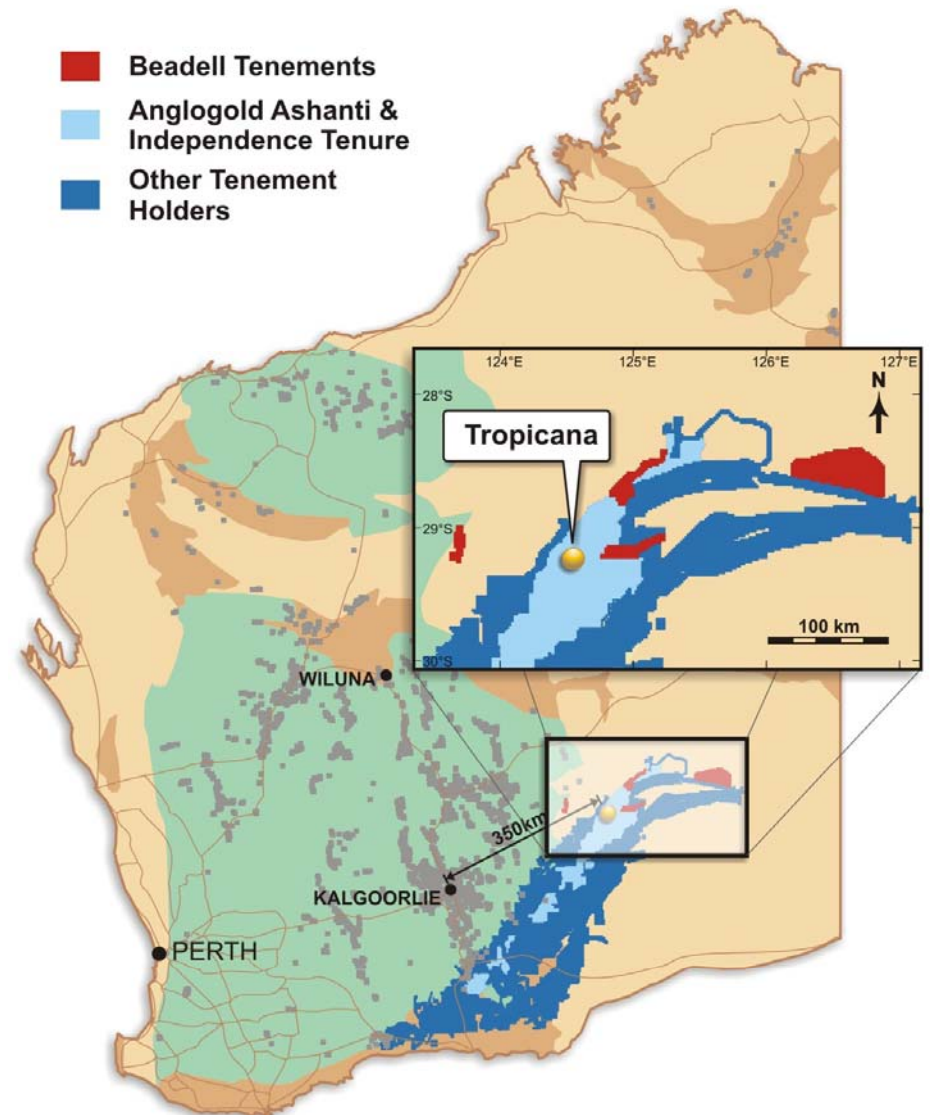 Beadell Tenements
Anglogold Ashanti &
Independence Tenure
Other Tenement
Holders
124°E
125°E
126°E
127°E
28°S
N
Tropicana
29°S
100 km
30°S
WILUNA
350km
KALGOORLIE
PERTH